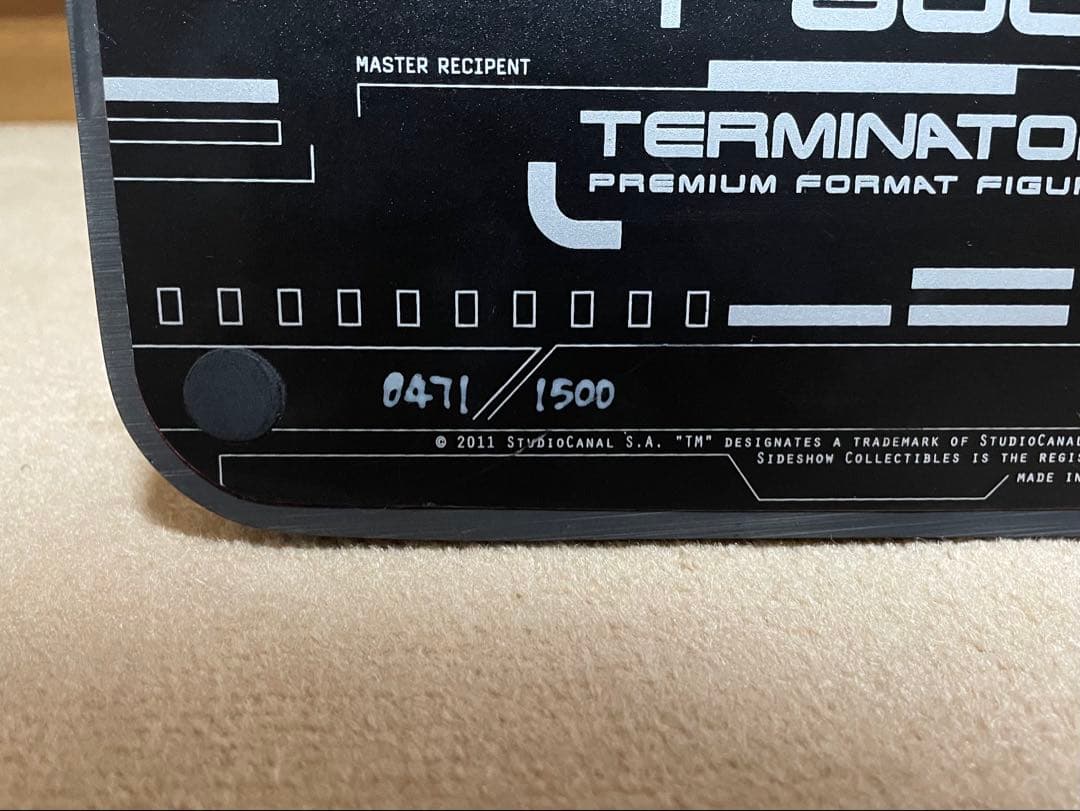 MASTER RECIPENT
TERMINATO
PREMIUM FORMAT FIGU
0471 / 1500
© 2011 STUDIOCANAL S.A. "TM" DESIGNATES A TRADEMARK OF STUDIOCANAL
SIDESHOW COLLECTIBLES IS THE REGIS
MADE IN